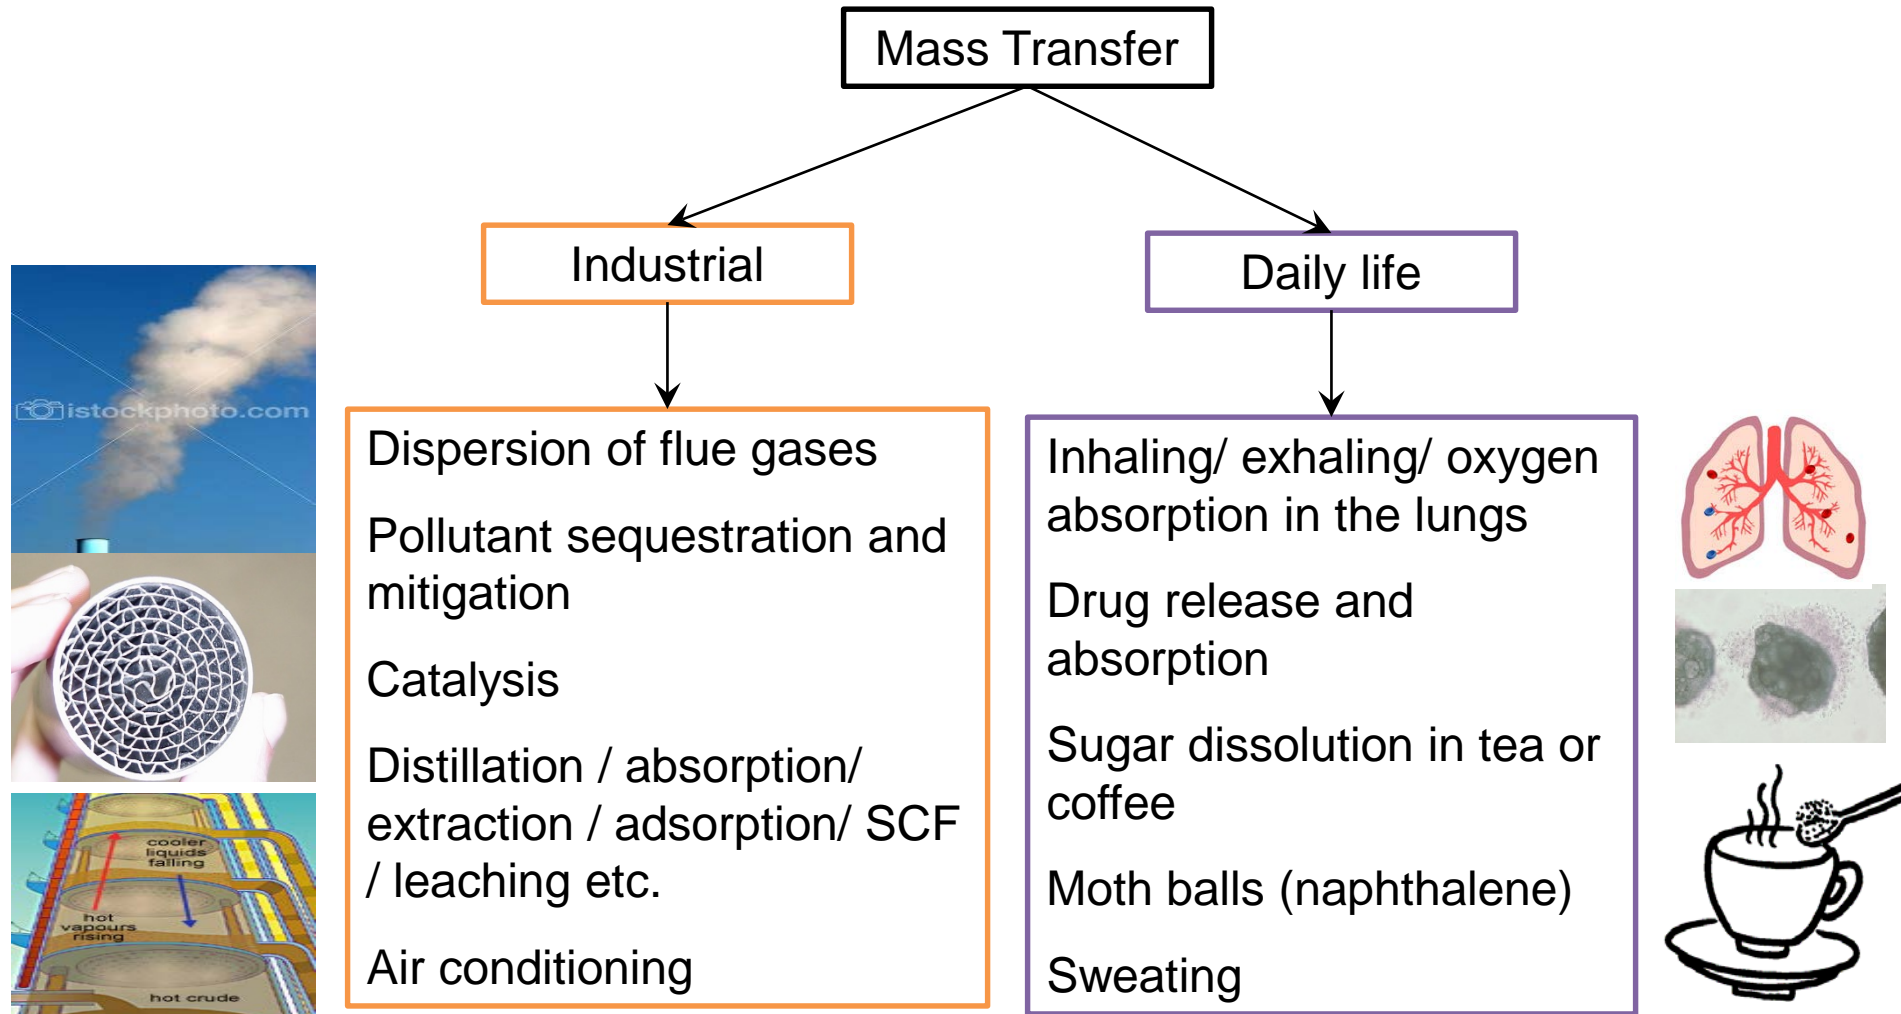 Mass Transfer
Industrial
Daily life
istockphoto.com
Dispersion of flue gases
Pollutant sequestration and
mitigation
Catalysis
Distillation / absorption/
extraction / adsorption/ SCF
/ leaching etc.
Air conditioning
cooler
liquids
falling
hot
vapours
rising
hot crude
Inhaling/ exhaling/ oxygen
absorption in the lungs
Drug release and
absorption
Sugar dissolution in tea or
coffee
Moth balls (naphthalene)
Sweating